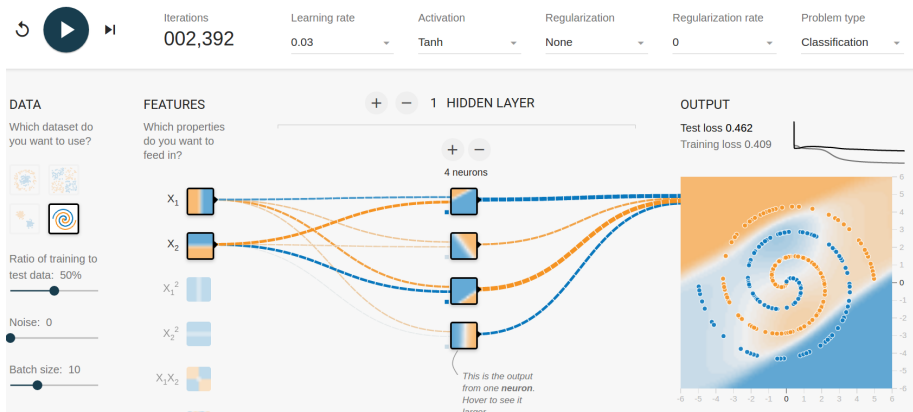 Iterations
002,392
Learning rate
0.03
Activation
Tanh
Regularization
None
Regularization rate
0
Problem type
Classification
DATA
Which dataset do
you want to use?
Ratio of training to
test data: 50%
Noise: 0
Batch size: 10
FEATURES
Which properties
do you want to
feed in?
X₁
X₂
X₁²
X₂²
X₁X₂
+ − 1 HIDDEN LAYER
+ −
4 neurons
This is the output
from one neuron.
Hover to see it
larger.
OUTPUT
Test loss 0.462
Training loss 0.409
6
5
4
3
2
1
0
-1
-2
-3
-4
-5
-6
-6 -5 -4 -3 -2 -1 0 1 2 3 4 5 6